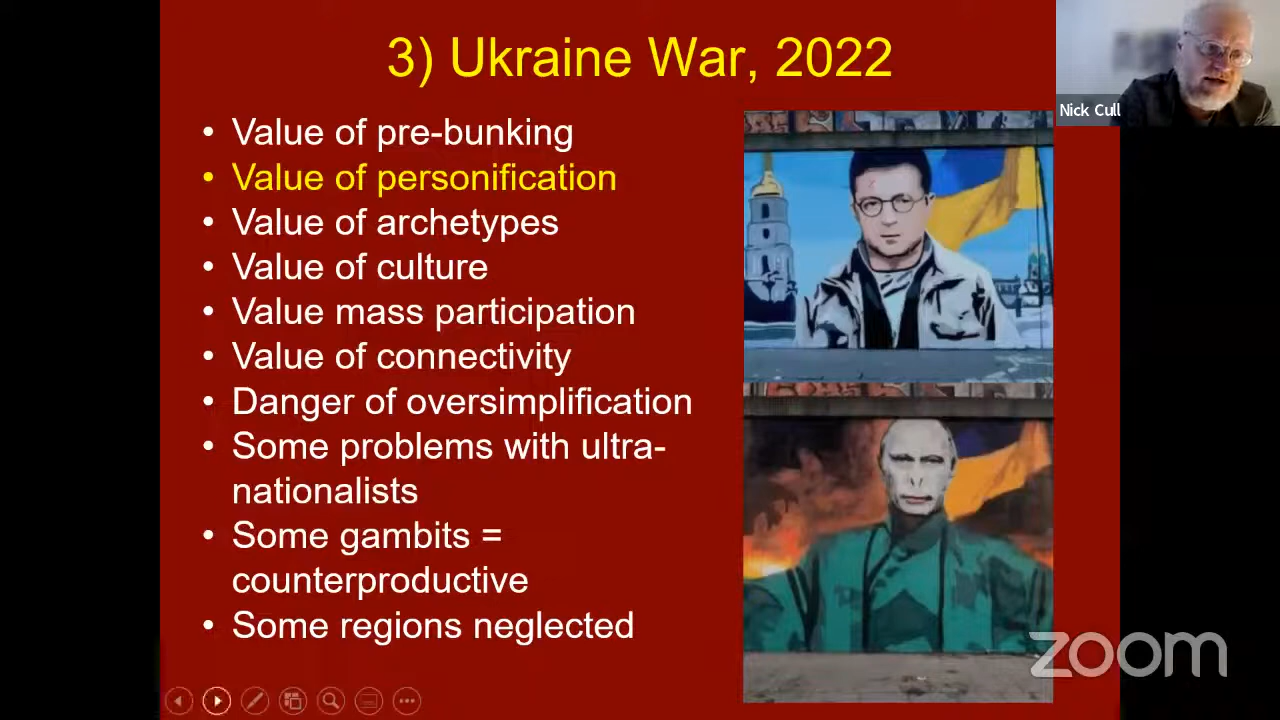 3) Ukraine War, 2022
• Value of pre-bunking
• Value of personification
• Value of archetypes
• Value of culture
• Value mass participation
• Value of connectivity
• Danger of oversimplification
• Some problems with ultra-
nationalists
• Some gambits =
counterproductive
• Some regions neglected
Nick Cull
zoom